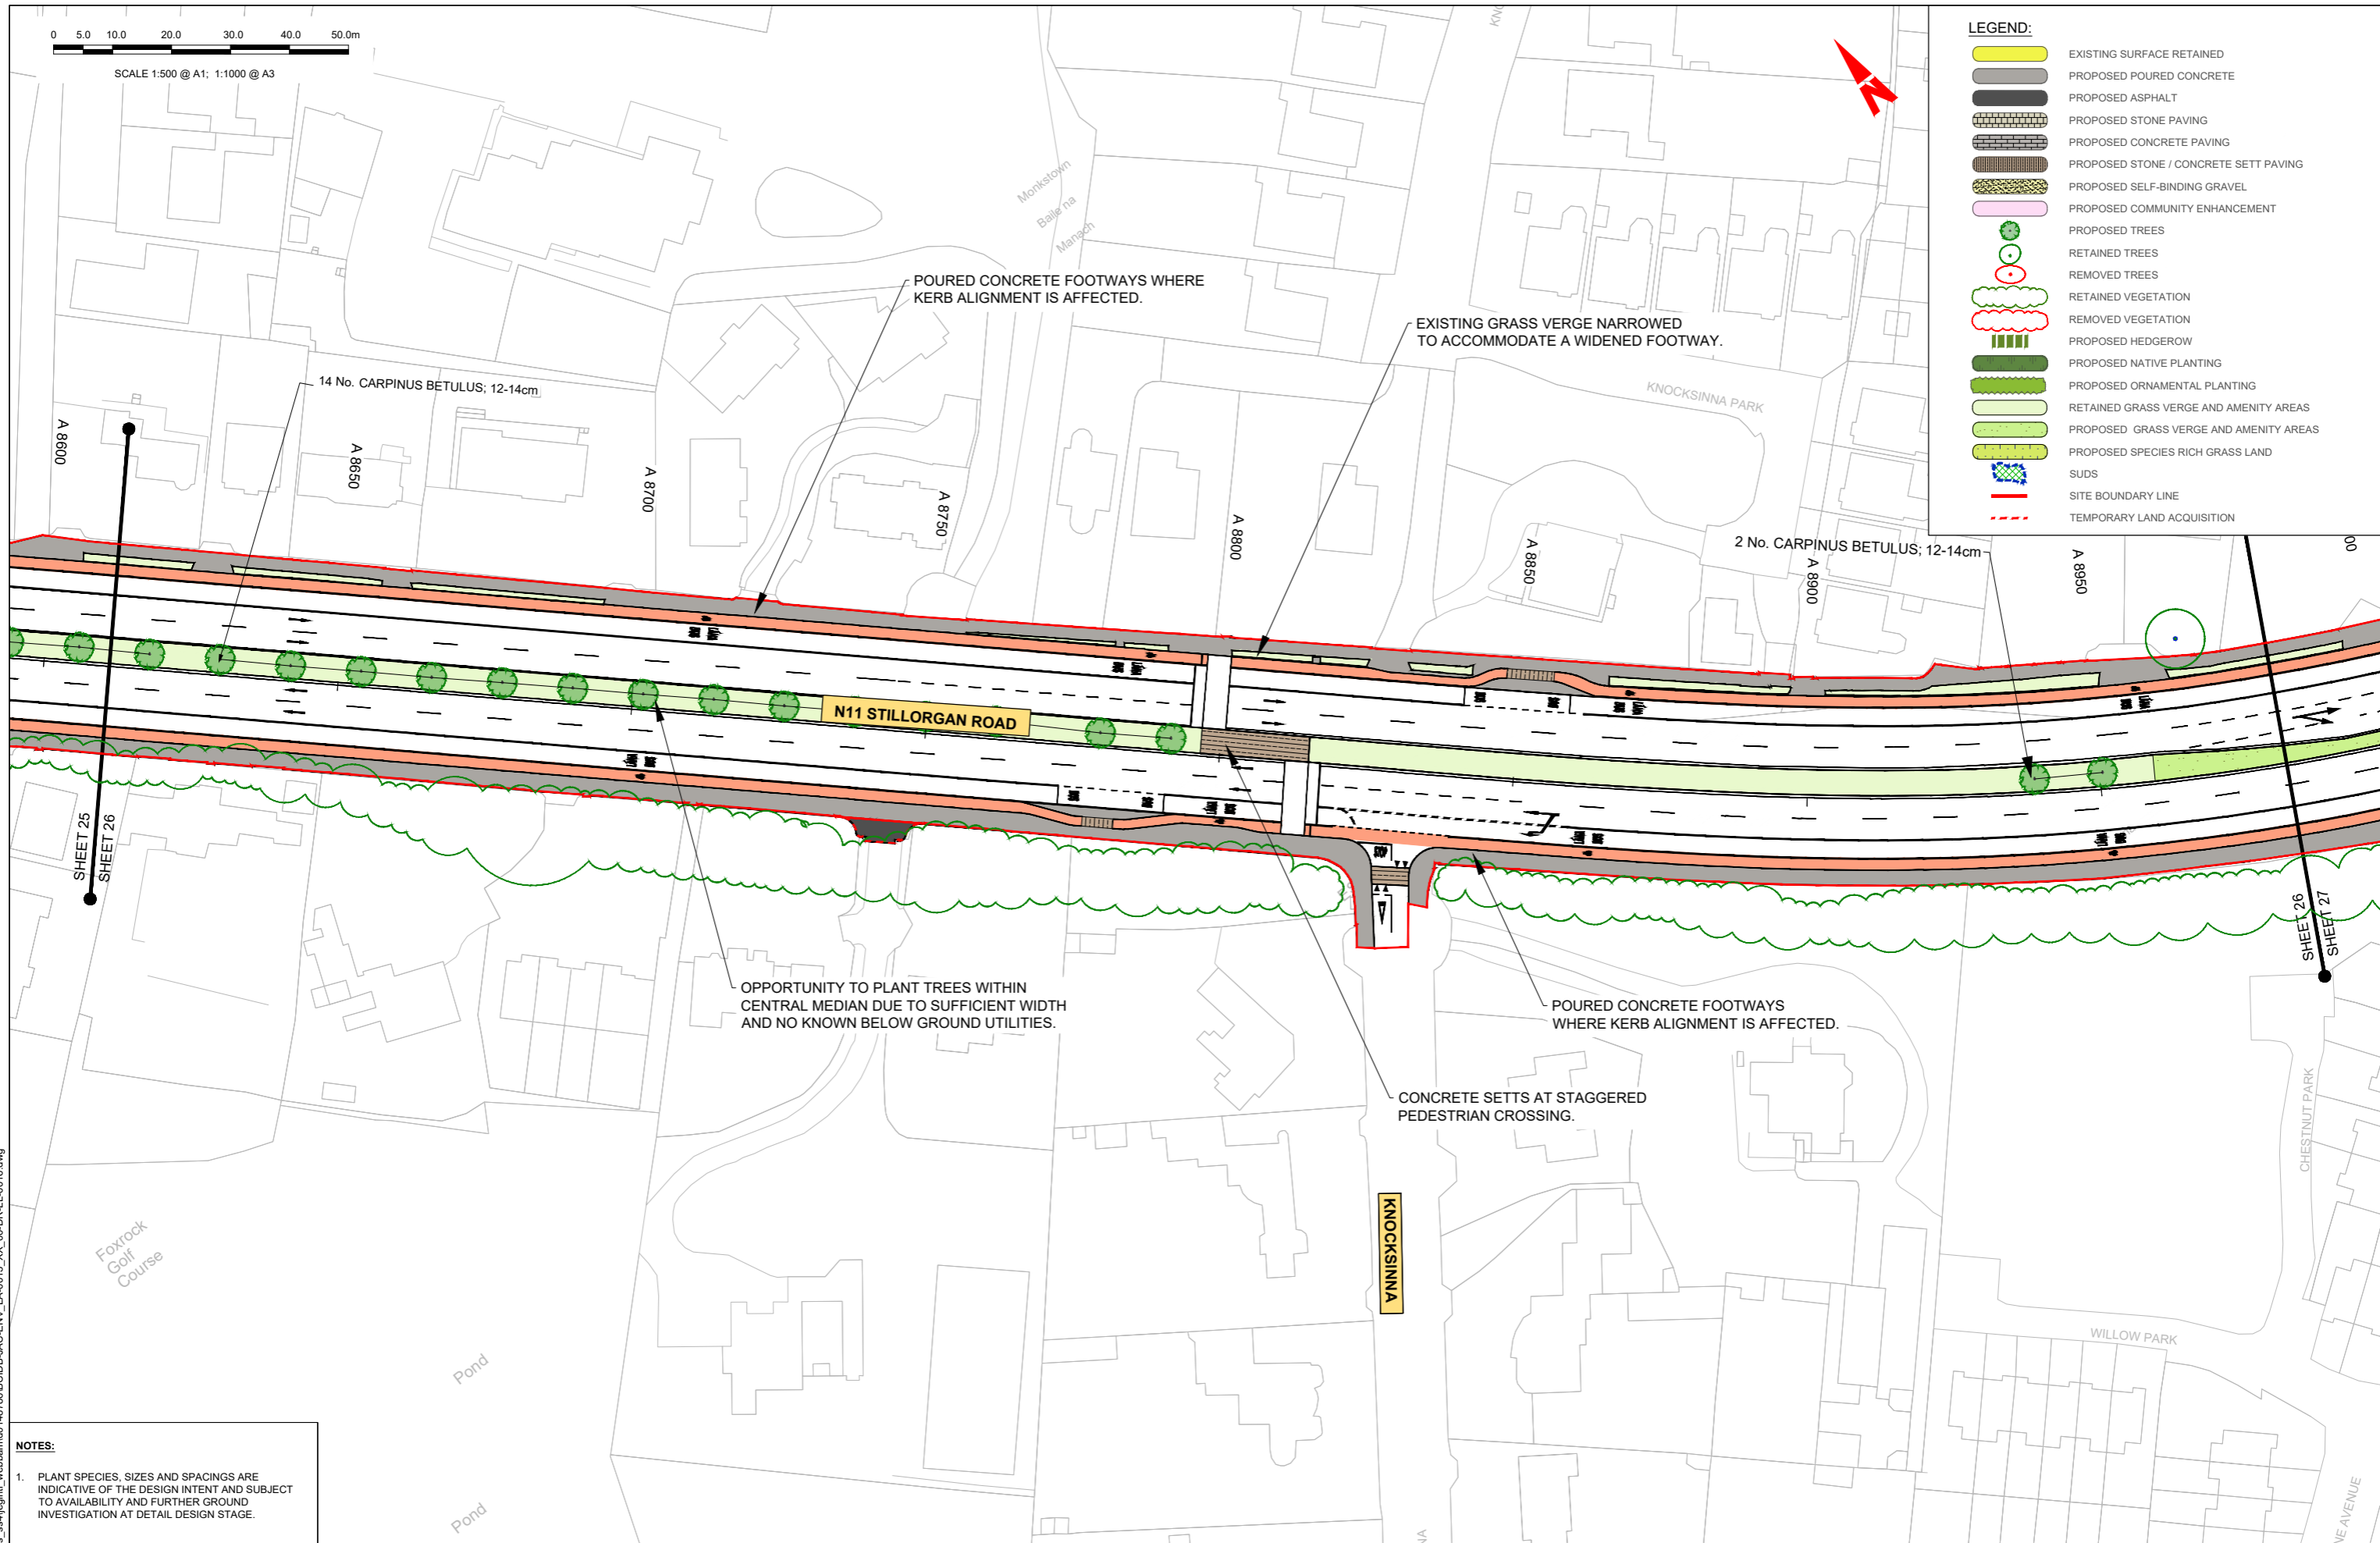 0 5.0 10.0 20.0 30.0 40.0 50.0m
SCALE 1:500 @ A1; 1:1000 @ A3
LEGEND:
EXISTING SURFACE RETAINED
PROPOSED POURED CONCRETE
PROPOSED ASPHALT
PROPOSED STONE PAVING
PROPOSED CONCRETE PAVING
PROPOSED STONE / CONCRETE SETT PAVING
PROPOSED SELF-BINDING GRAVEL
PROPOSED COMMUNITY ENHANCEMENT
PROPOSED TREES
RETAINED TREES
REMOVED TREES
RETAINED VEGETATION
REMOVED VEGETATION
PROPOSED HEDGEROW
PROPOSED NATIVE PLANTING
PROPOSED ORNAMENTAL PLANTING
RETAINED GRASS VERGE AND AMENITY AREAS
PROPOSED GRASS VERGE AND AMENITY AREAS
PROPOSED SPECIES RICH GRASS LAND
SUDS
SITE BOUNDARY LINE
TEMPORARY LAND ACQUISITION
N
Monkstown
Baile na
Manach
POURED CONCRETE FOOTWAYS WHERE
KERB ALIGNMENT IS AFFECTED.
EXISTING GRASS VERGE NARROWED
TO ACCOMMODATE A WIDENED FOOTWAY.
KNOCKSINNA PARK
14 No. CARPINUS BETULUS; 12-14cm
A 8600
A 8650
A 8700
A 8750
A 8800
A 8850
A 8900
A 8950
00
2 No. CARPINUS BETULUS; 12-14cm
N11 STILLORGAN ROAD
SHEET 25
SHEET 26
SHEET 26
SHEET 27
OPPORTUNITY TO PLANT TREES WITHIN
CENTRAL MEDIAN DUE TO SUFFICIENT WIDTH
AND NO KNOWN BELOW GROUND UTILITIES.
POURED CONCRETE FOOTWAYS
WHERE KERB ALIGNMENT IS AFFECTED.
CONCRETE SETTS AT STAGGERED
PEDESTRIAN CROSSING.
KNOCKSINNA
CHESTNUT PARK
WILLOW PARK
Foxrock
Golf
Course
Pond
Pond
NOTES:
1. PLANT SPECIES, SIZES AND SPACINGS ARE
INDICATIVE OF THE DESIGN INTENT AND SUBJECT
TO AVAILABILITY AND FURTHER GROUND
INVESTIGATION AT DETAIL DESIGN STAGE.
NE AVENUE